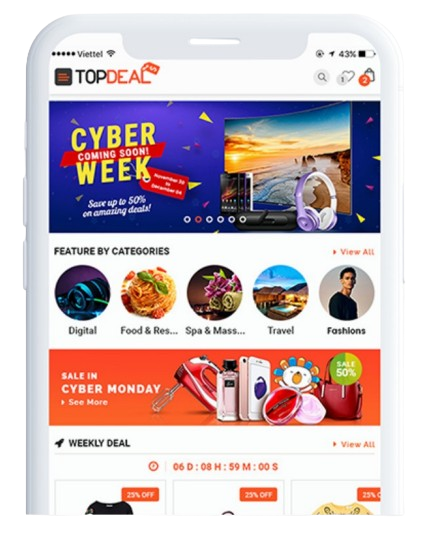 Viettel 43%
TOPDEAL
1 2
CYBER
COMING SOON!
WEEK
November 30
to
December 04
Save up to 50%
on amazing deals!
FEATURE BY CATEGORIES View All
Digital Food & Res... Spa & Mass... Travel Fashions
SALE IN
CYBER MONDAY
See More
SALE
50%
WEEKLY DEAL View All
06 D : 08 H : 59 M : 00 S
23% OFF 23% OFF 23% O